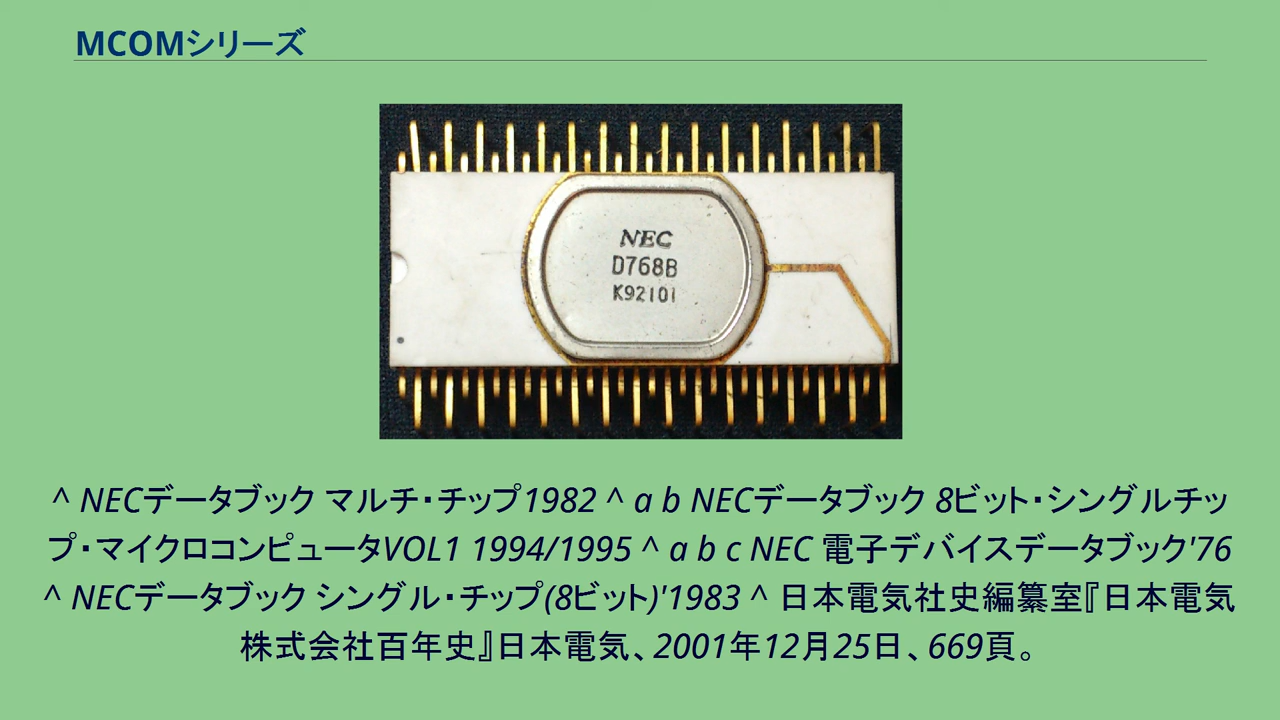 MCOMシリーズ
NEC
D768B
K92101
^ NECデータブック マルチ・チップ1982 ^ a b NECデータブック 8ビット・シングルチッ
プ・マイクロコンピュータVOL1 1994/1995 ^ a b c NEC 電子デバイスデータブック'76
^ NECデータブック シングル・チップ(8ビット)'1983 ^ 日本電気社史編纂室『日本電気
株式会社百年史』日本電気、2001年12月25日、669頁。